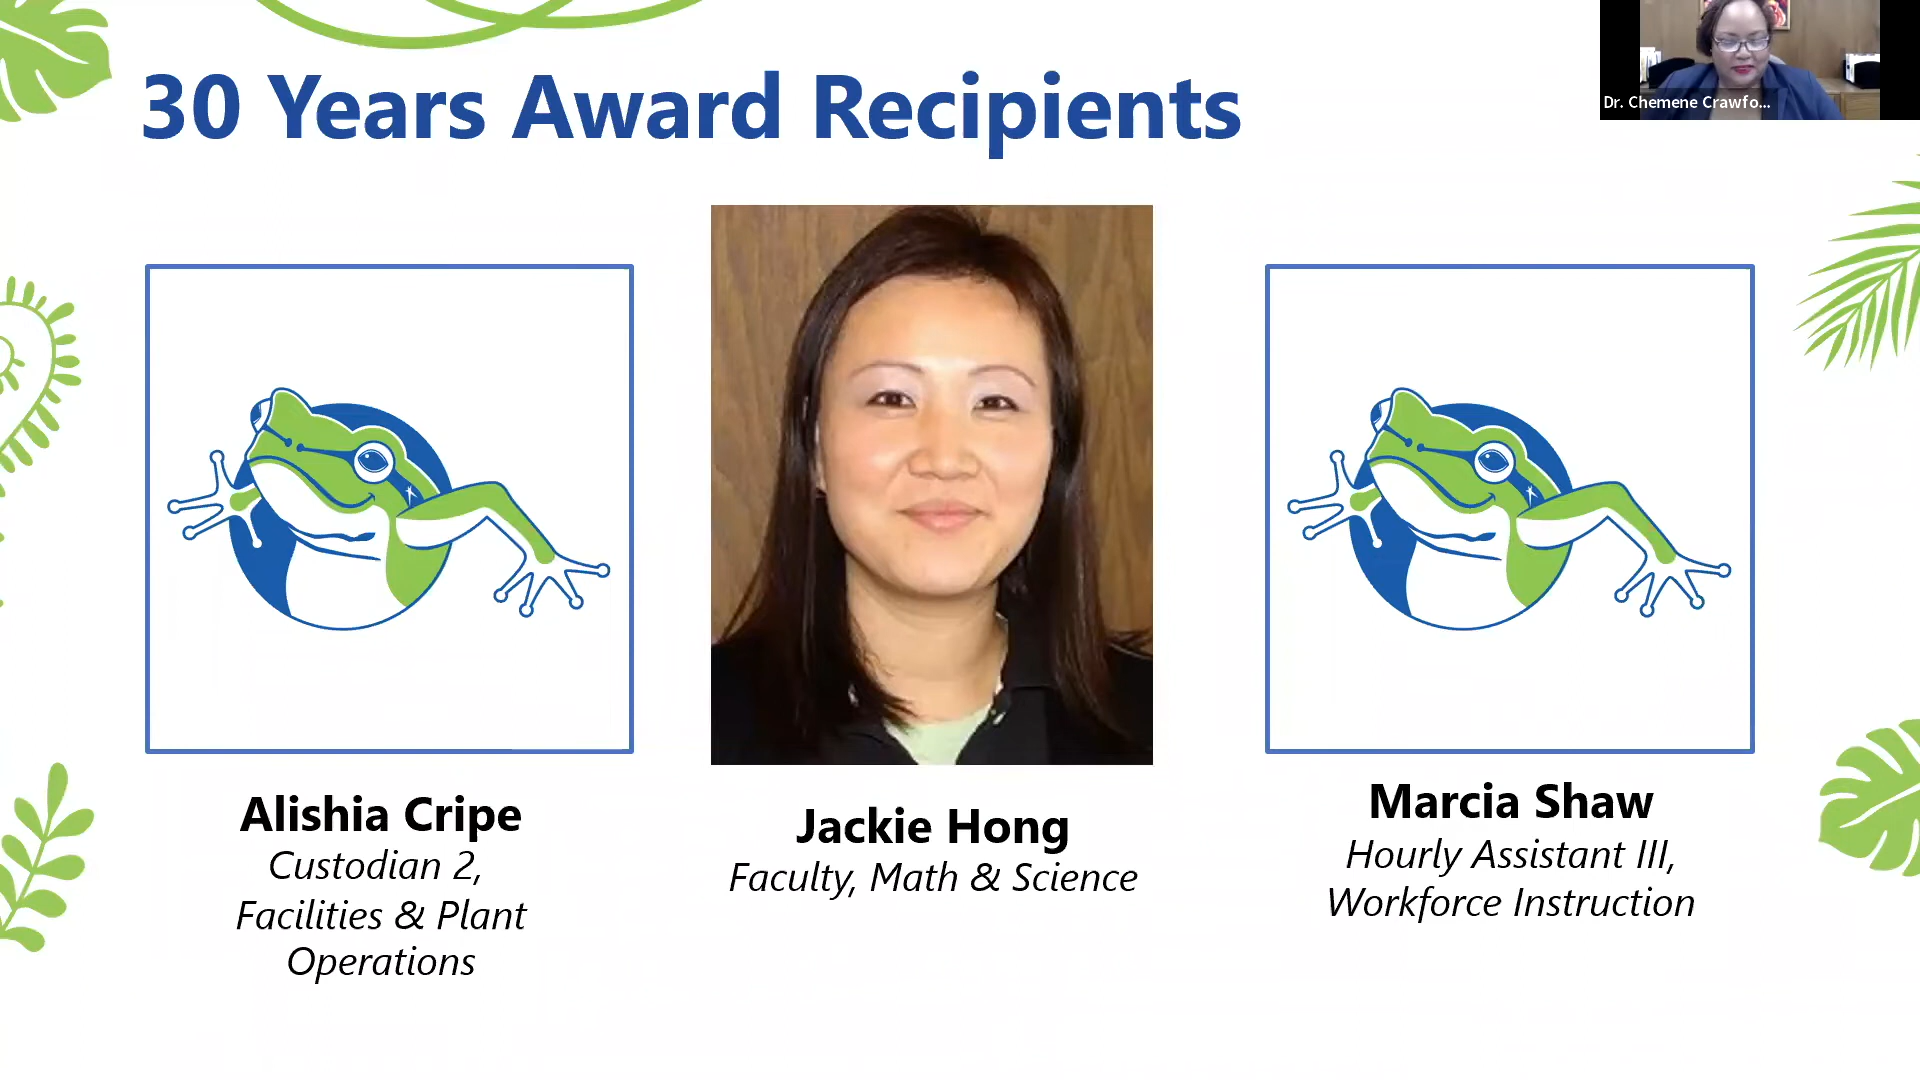 30 Years Award Recipients
Dr. Chemene Crawfo...
Alishia Cripe
Custodian 2,
Facilities & Plant
Operations
Jackie Hong
Faculty, Math & Science
Marcia Shaw
Hourly Assistant III,
Workforce Instruction